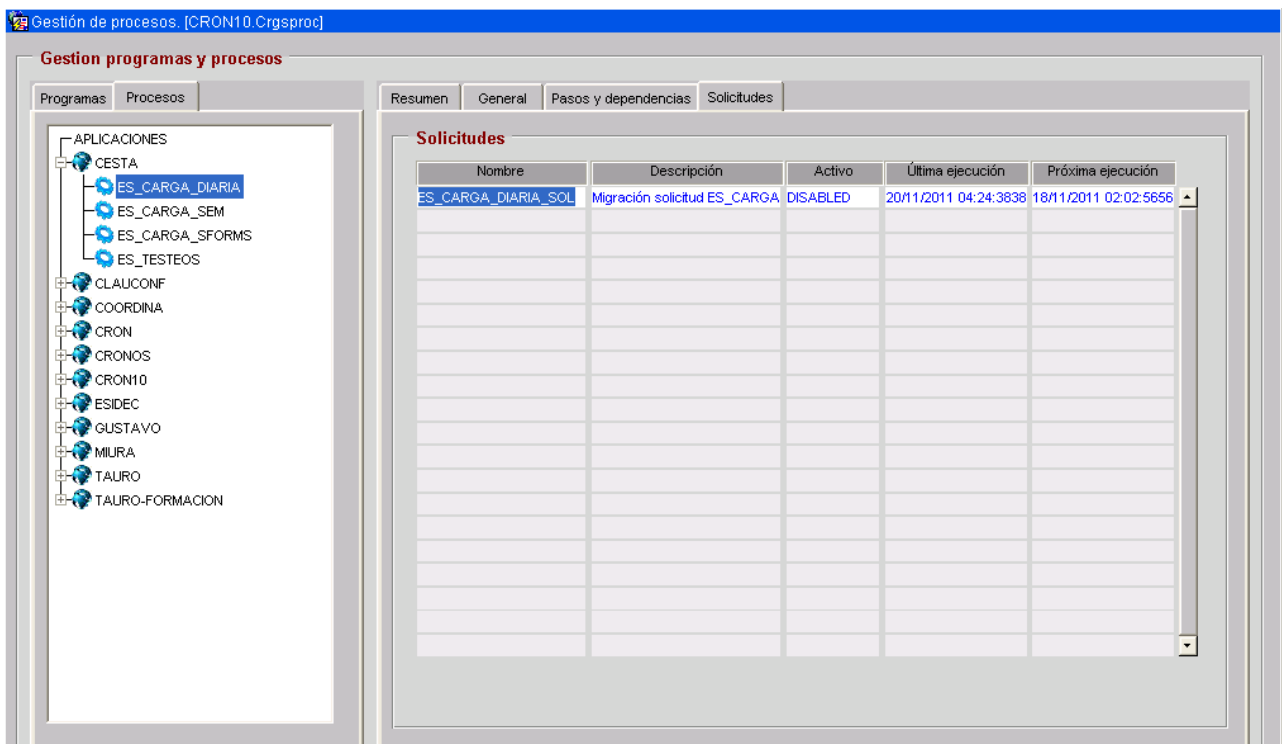 Gestión de procesos. [CRON10.Crgsproc]
Gestion programas y procesos
Programas Procesos
APLICACIONES
CESTA
ES_CARGA_DIARIA
ES_CARGA_SEM
ES_CARGA_SFORMS
ES_TESTEOS
CLAUCONF
COORDINA
CRON
CRONOS
CRON10
ESIDEC
GUSTAVO
MIURA
TAURO
TAURO-FORMACION
Resumen General Pasos y dependencias Solicitudes
Solicitudes
Nombre Descripción Activo Última ejecución Próxima ejecución
ES_CARGA_DIARIA_SOL Migración solicitud ES_CARGA DISABLED 20/11/2011 04:24:3838 18/11/2011 02:02:5656